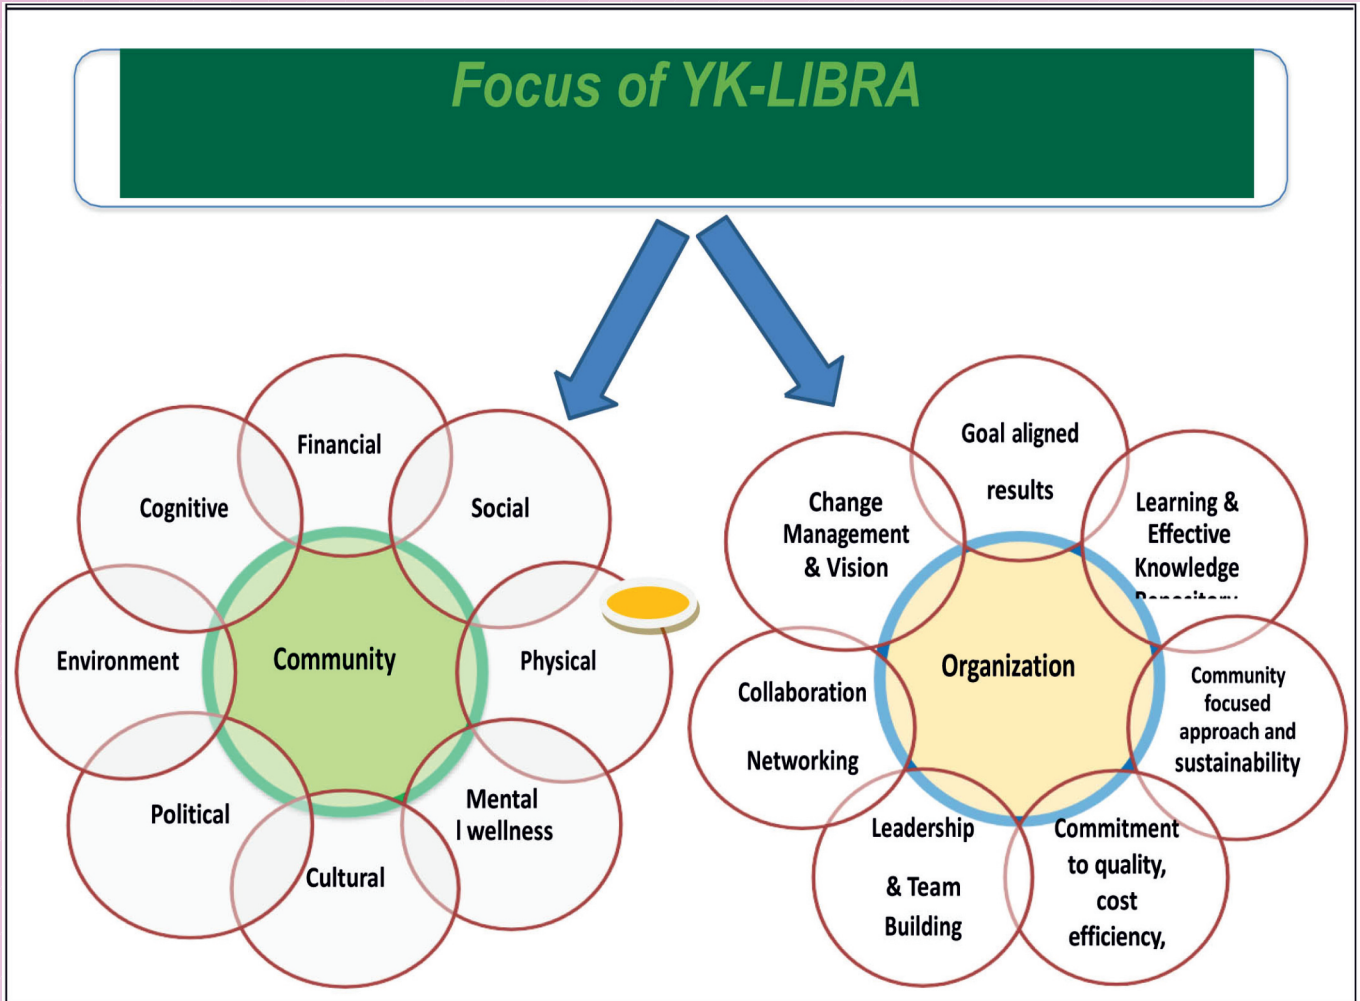 Focus of YK-LIBRA
Financial
Cognitive
Social
Environment
Community
Physical
Political
Mental
l wellness
Cultural
Goal aligned
results
Change
Management
& Vision
Learning &
Effective
Knowledge
Repository
Collaboration
Networking
Organization
Community
focused
approach and
sustainability
Leadership
& Team
Building
Commitment
to quality,
cost
efficiency,